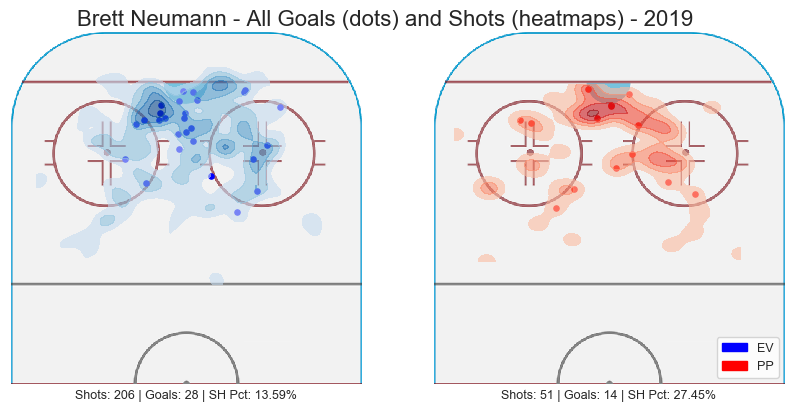 Brett Neumann - All Goals (dots) and Shots (heatmaps) - 2019
EV
PP
Shots: 206 | Goals: 28 | SH Pct: 13.59%
Shots: 51 | Goals: 14 | SH Pct: 27.45%